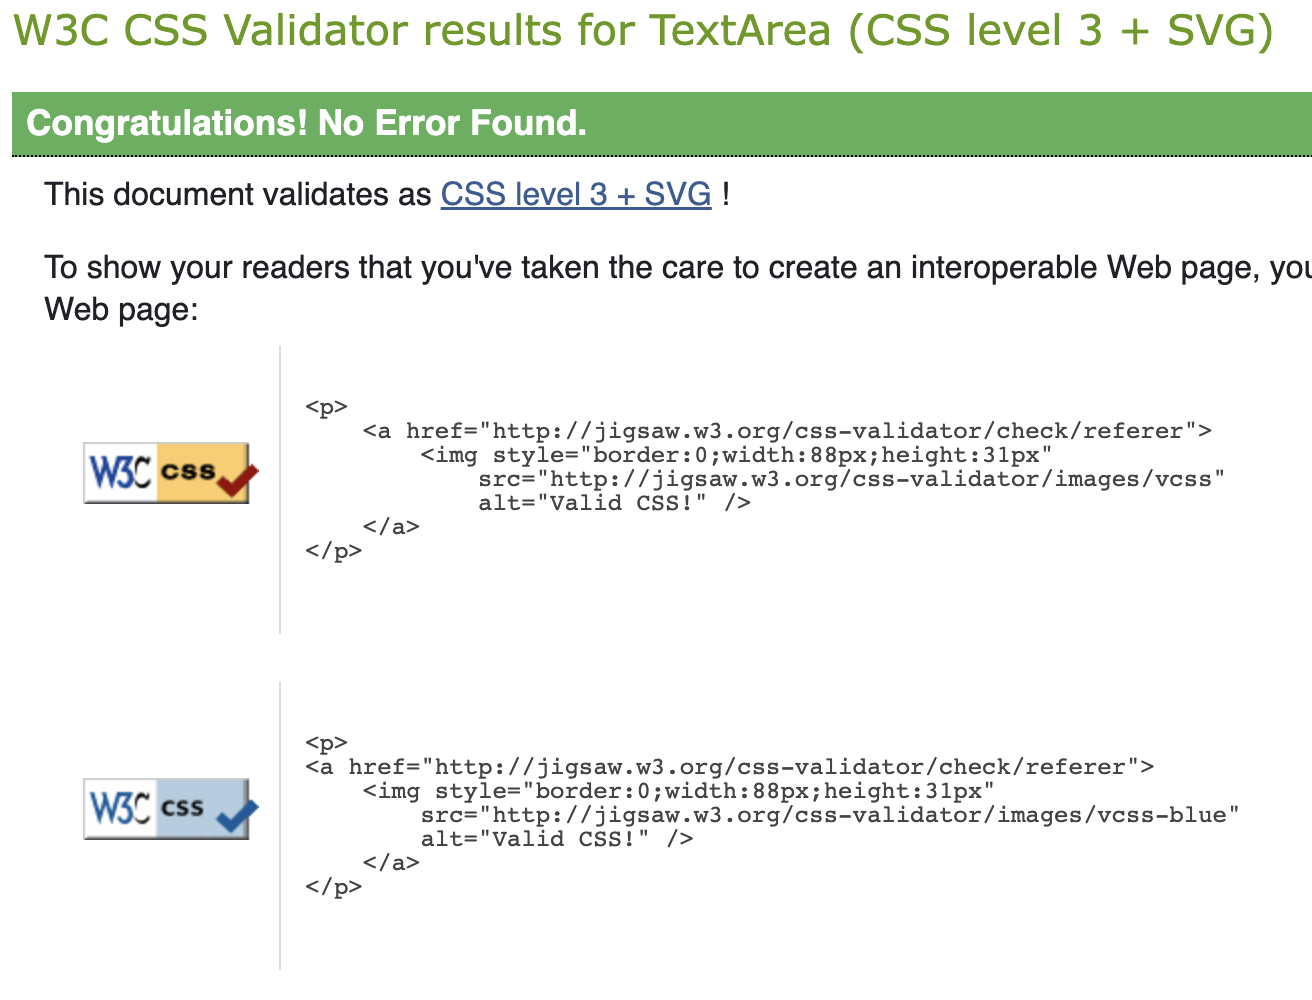 W3C CSS Validator results for TextArea (CSS level 3 + SVG)
Congratulations! No Error Found.
This document validates as CSS level 3 + SVG !
To show your readers that you've taken the care to create an interoperable Web page, you
Web page:
W3C css
<p>
    <a href="http://jigsaw.w3.org/css-validator/check/referer">
        <img style="border:0;width:88px;height:31px"
            src="http://jigsaw.w3.org/css-validator/images/vcss"
            alt="Valid CSS!" />
    </a>
</p>
W3C css
<p>
<a href="http://jigsaw.w3.org/css-validator/check/referer">
    <img style="border:0;width:88px;height:31px"
        src="http://jigsaw.w3.org/css-validator/images/vcss-blue"
        alt="Valid CSS!" />
    </a>
</p>